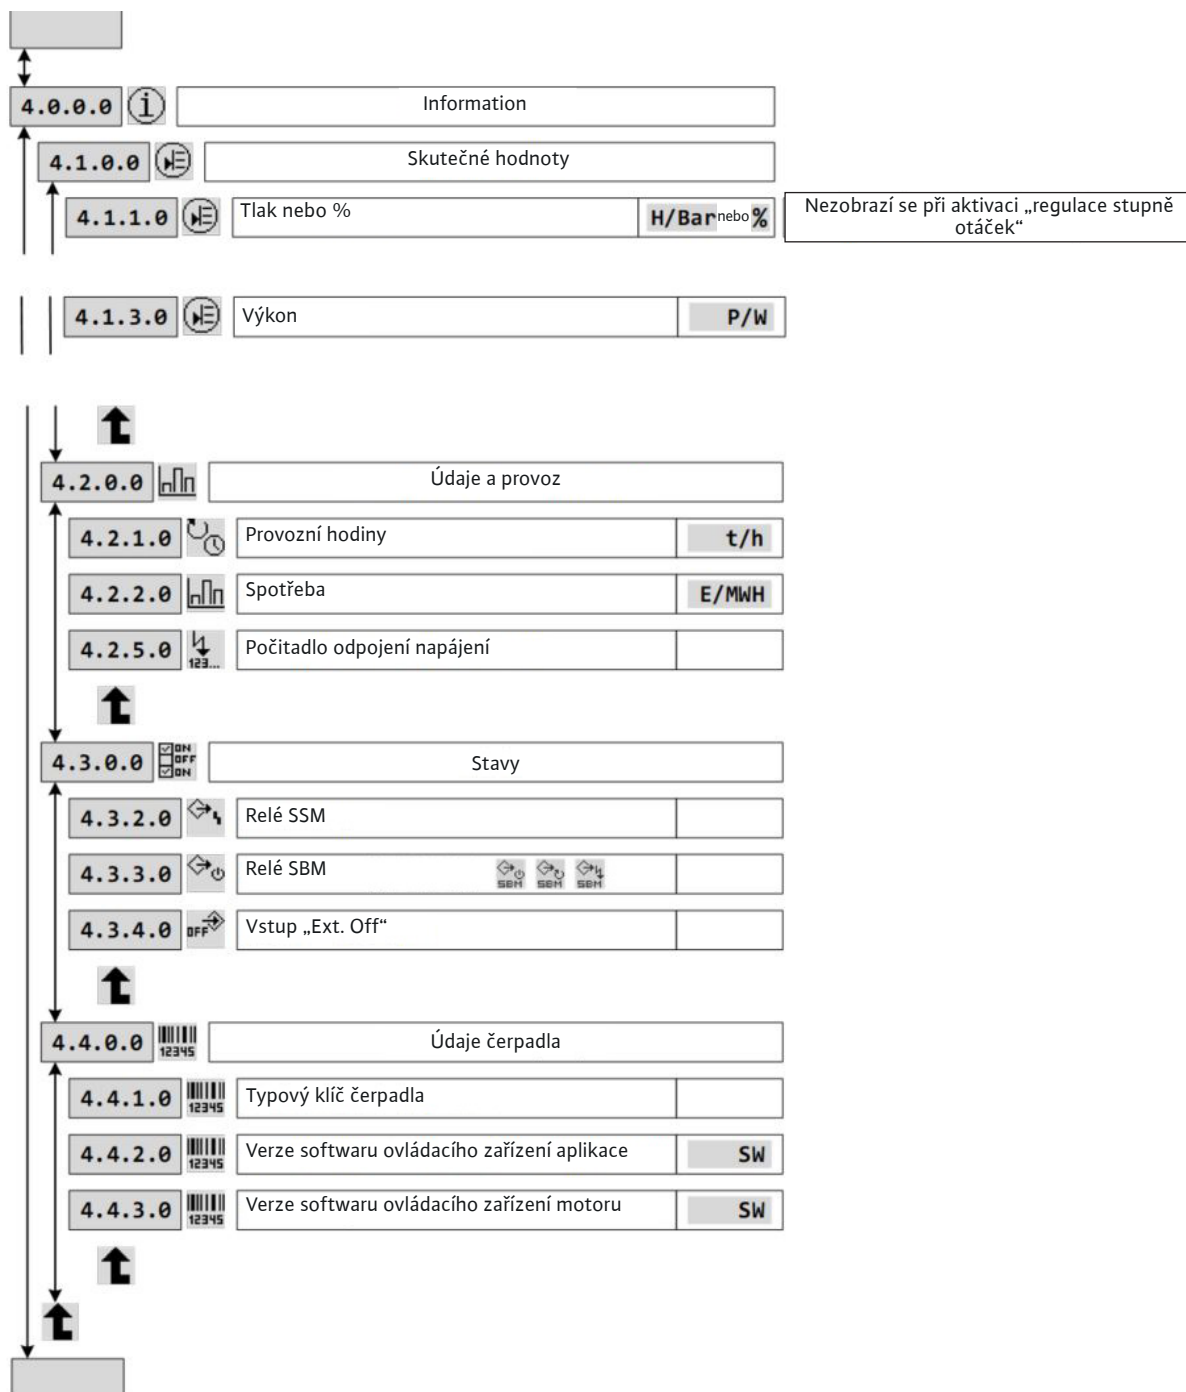 4.0.0.0 Information
4.1.0.0 Skutečné hodnoty
4.1.1.0 Tlak nebo % H/Bar nebo % Nezobrazí se při aktivaci „regulace stupně
otáček“
4.1.3.0 Výkon P/W
4.2.0.0 Údaje a provoz
4.2.1.0 Provozní hodiny t/h
4.2.2.0 Spotřeba E/MWH
4.2.5.0 123... Počitadlo odpojení napájení
4.3.0.0 ON OFF ON Stavy
4.3.2.0 Relé SSM
4.3.3.0 Relé SBM SBM SBM SBM
4.3.4.0 OFF Vstup „Ext. Off“
4.4.0.0 12345 Údaje čerpadla
4.4.1.0 12345 Typový klíč čerpadla
4.4.2.0 12345 Verze softwaru ovládacího zařízení aplikace SW
4.4.3.0 12345 Verze softwaru ovládacího zařízení motoru SW